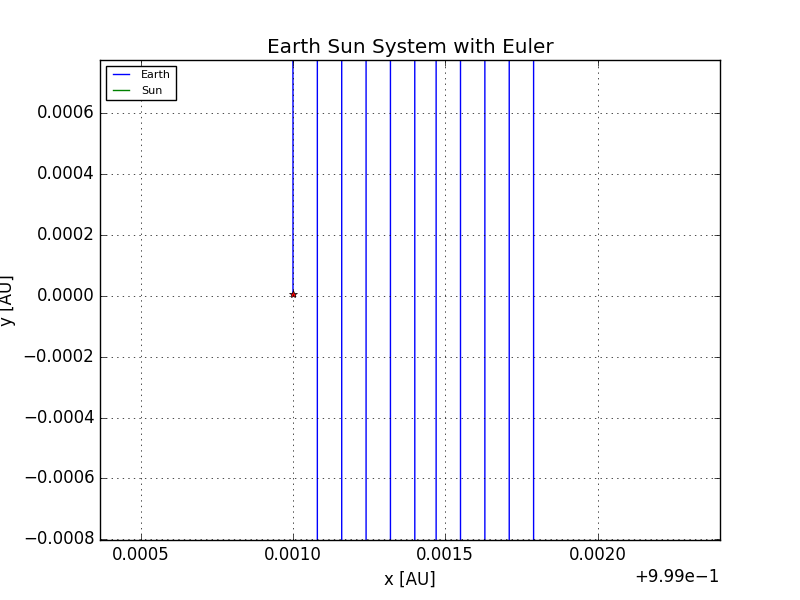 Earth Sun System with Euler
Earth
Sun
0.0006
0.0004
0.0002
0.0000
−0.0002
−0.0004
−0.0006
−0.0008
y [AU]
0.0005 0.0010 0.0015 0.0020
x [AU]
+9.99e−1